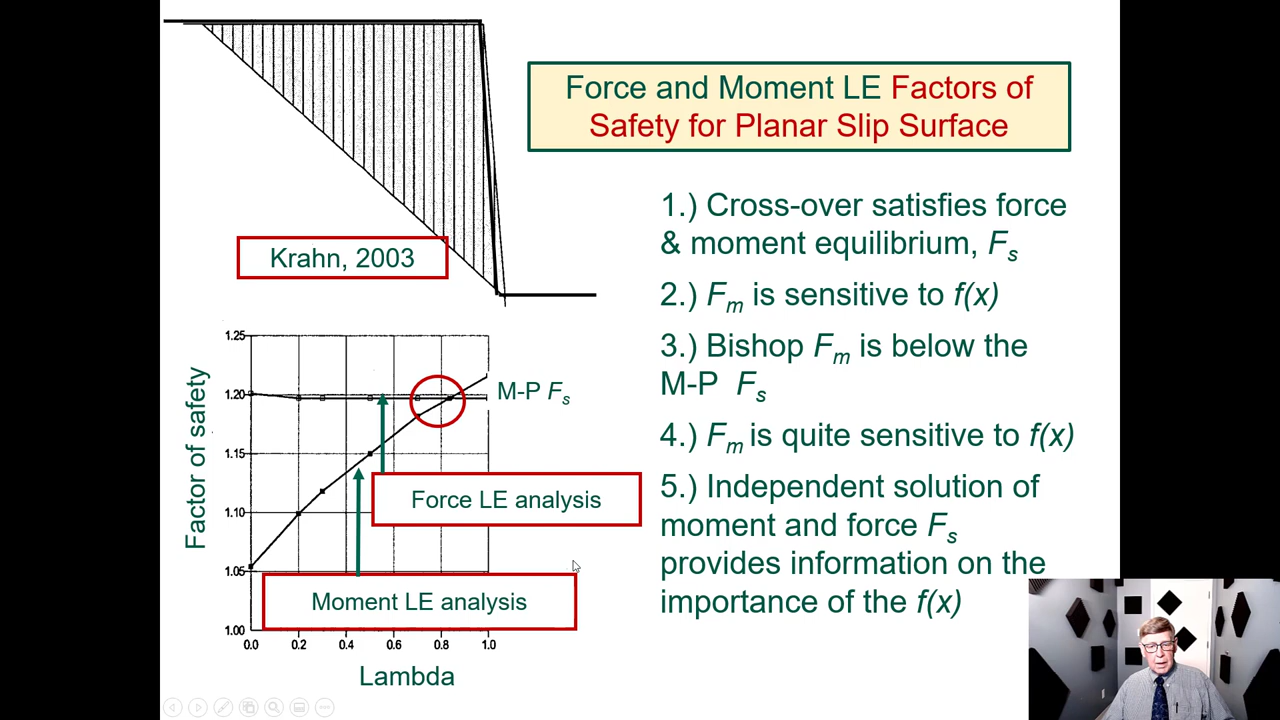 Force and Moment LE Factors of
Safety for Planar Slip Surface
Krahn, 2003
1.) Cross-over satisfies force
& moment equilibrium, Fs
2.) Fm is sensitive to f(x)
3.) Bishop Fm is below the
M-P Fs
4.) Fm is quite sensitive to f(x)
5.) Independent solution of
moment and force Fs
provides information on the
importance of the f(x)
1.25
1.20
1.15
1.10
1.05
1.00
Factor of safety
M-P Fs
Force LE analysis
Moment LE analysis
0.0 0.2 0.4 0.6 0.8 1.0
Lambda